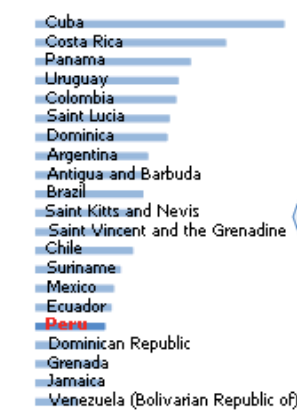 Cuba
Costa Rica
Panama
Uruguay
Colombia
Saint Lucia
Dominica
Argentina
Antigua and Barbuda
Brazil
Saint Kitts and Nevis
Saint Vincent and the Grenadine
Chile
Suriname
Mexico
Ecuador
Peru
Dominican Republic
Grenada
Jamaica
Venezuela (Bolivarian Republic of)